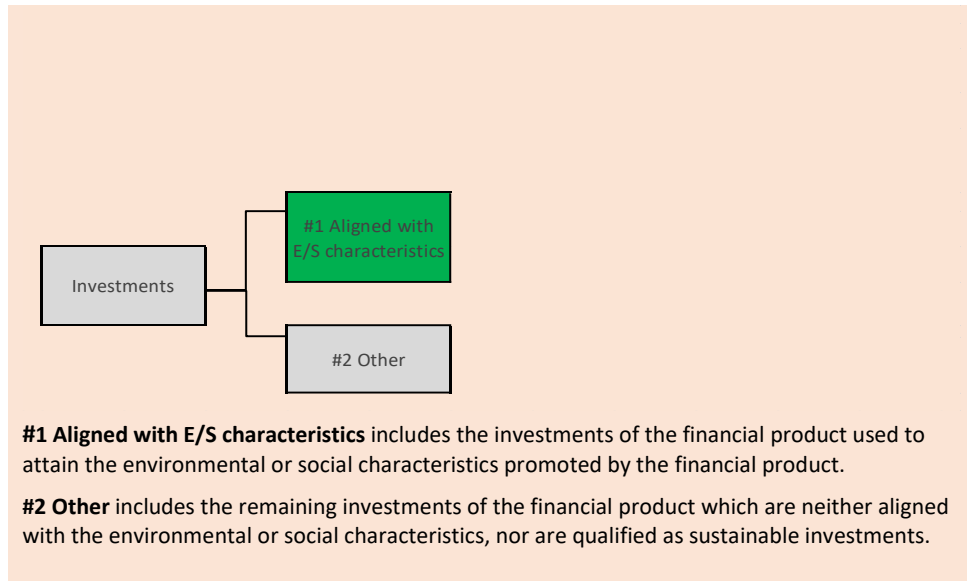 #1 Aligned with
E/S characteristics
Investments
#2 Other
#1 Aligned with E/S characteristics includes the investments of the financial product used to
attain the environmental or social characteristics promoted by the financial product.
#2 Other includes the remaining investments of the financial product which are neither aligned
with the environmental or social characteristics, nor are qualified as sustainable investments.